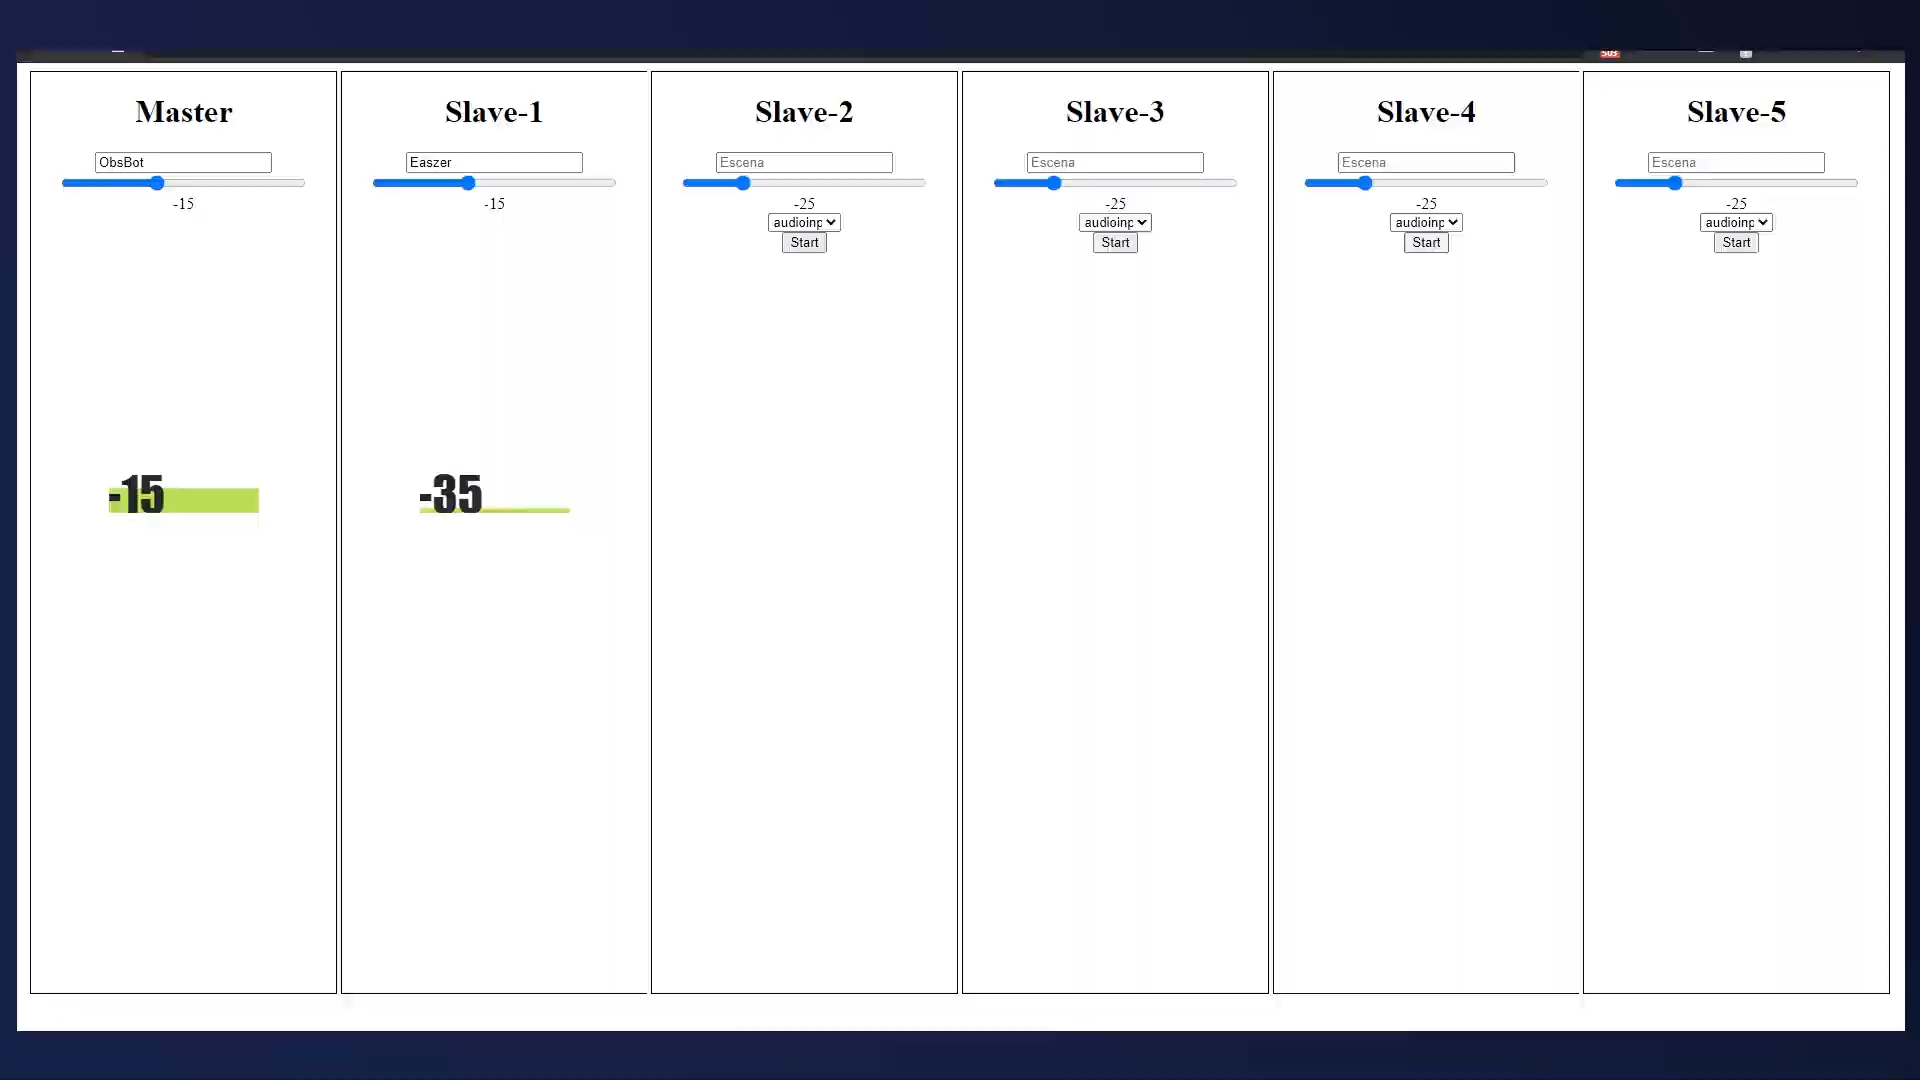 503
Master
ObsBot
-15
-15
Slave-1
Easzer
-15
-35
Slave-2
Escena
-25
audioinp
Start
Slave-3
Escena
-25
audioinp
Start
Slave-4
Escena
-25
audioinp
Start
Slave-5
Escena
-25
audioinp
Start